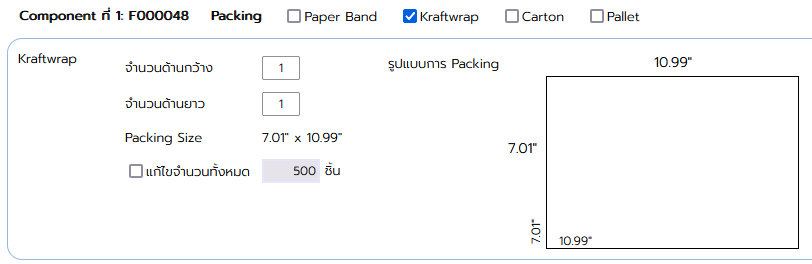 Component ที่ 1: F000048 Packing Paper Band Kraftwrap Carton Pallet
Kraftwrap
จำนวนด้านกว้าง 1
รูปแบบการ Packing
10.99"
จำนวนด้านยาว 1
Packing Size 7.01" x 10.99"
7.01"
แก้ไขจำนวนทั้งหมด 500 ชิ้น
7.01"
10.99"